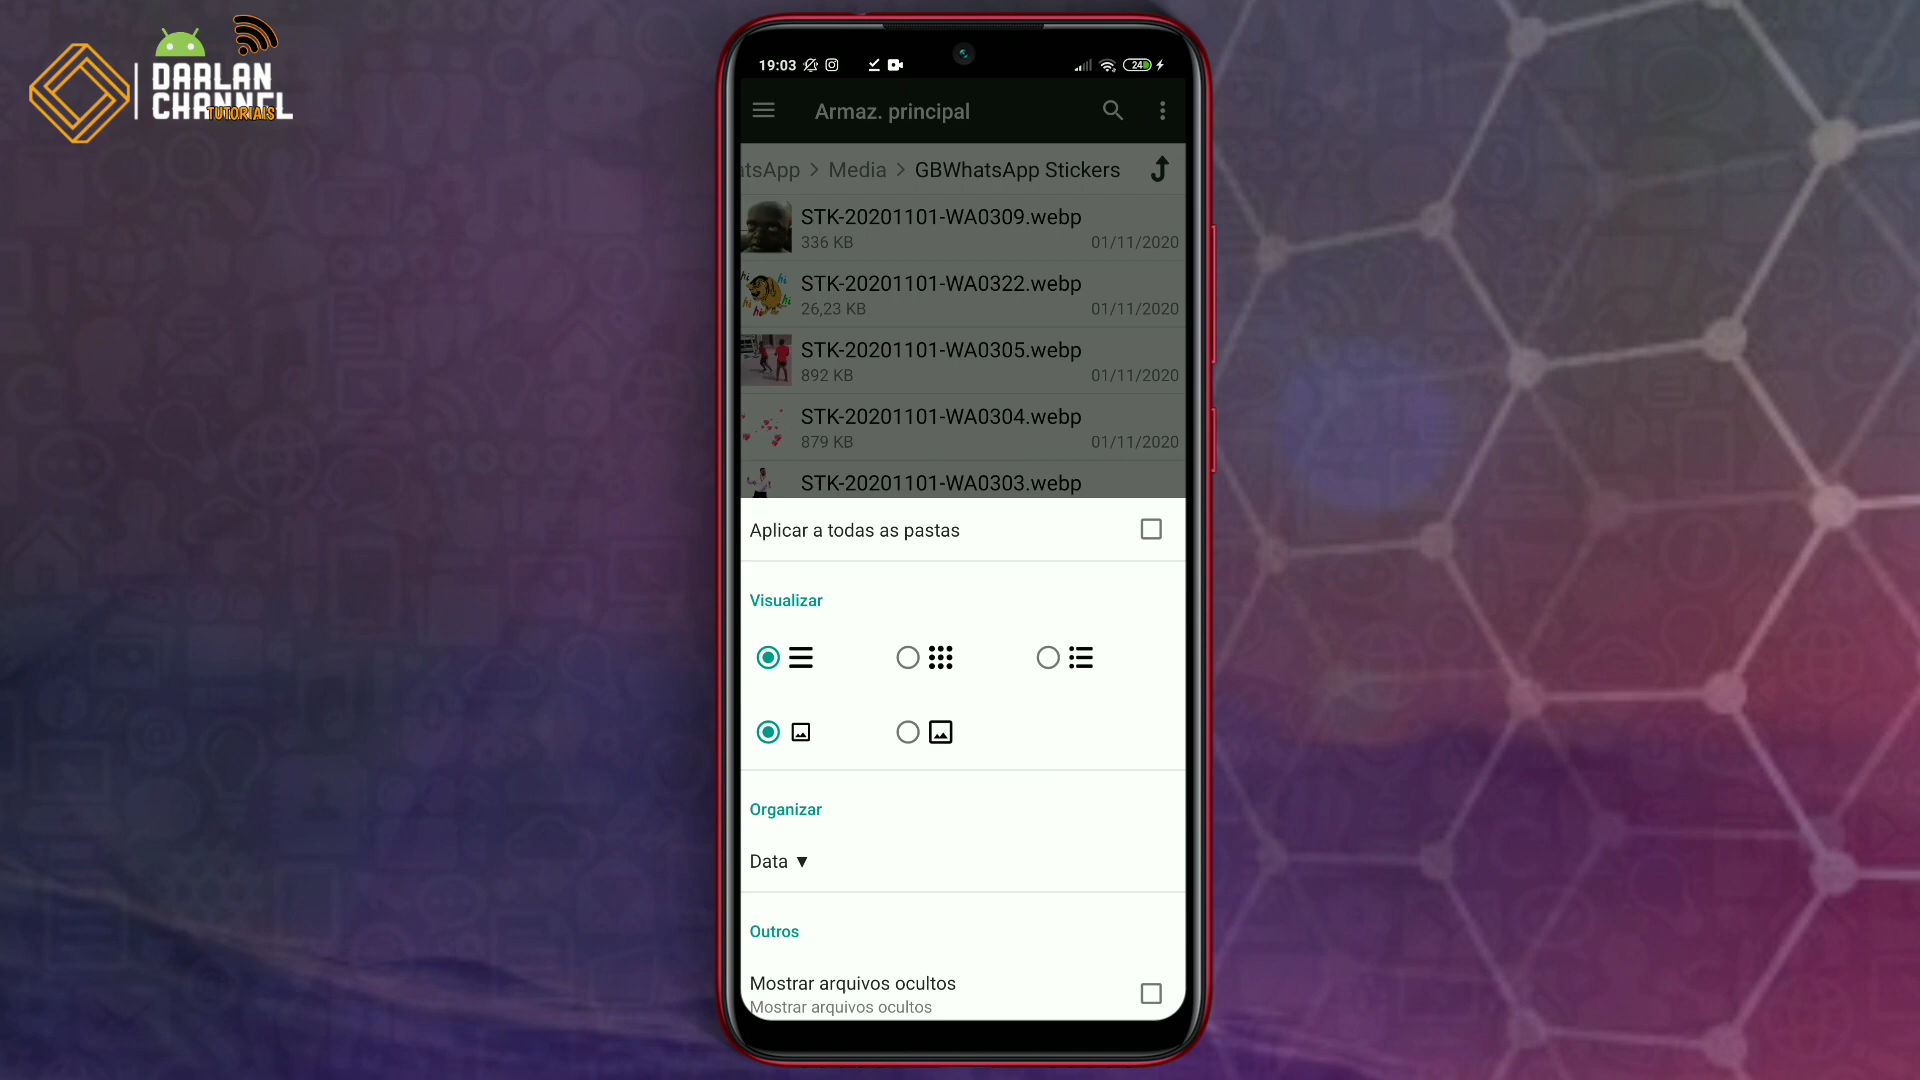 DARLAN
CHANNEL
TUTORIAIS
19:03
24
Armaz. principal
atsApp > Media > GBWhatsApp Stickers
STK-20201101-WA0309.webp
336 KB 01/11/2020
STK-20201101-WA0322.webp
26,23 KB 01/11/2020
STK-20201101-WA0305.webp
892 KB 01/11/2020
STK-20201101-WA0304.webp
879 KB 01/11/2020
STK-20201101-WA0303.webp
Aplicar a todas as pastas
Visualizar
Organizar
Data ▼
Outros
Mostrar arquivos ocultos
Mostrar arquivos ocultos